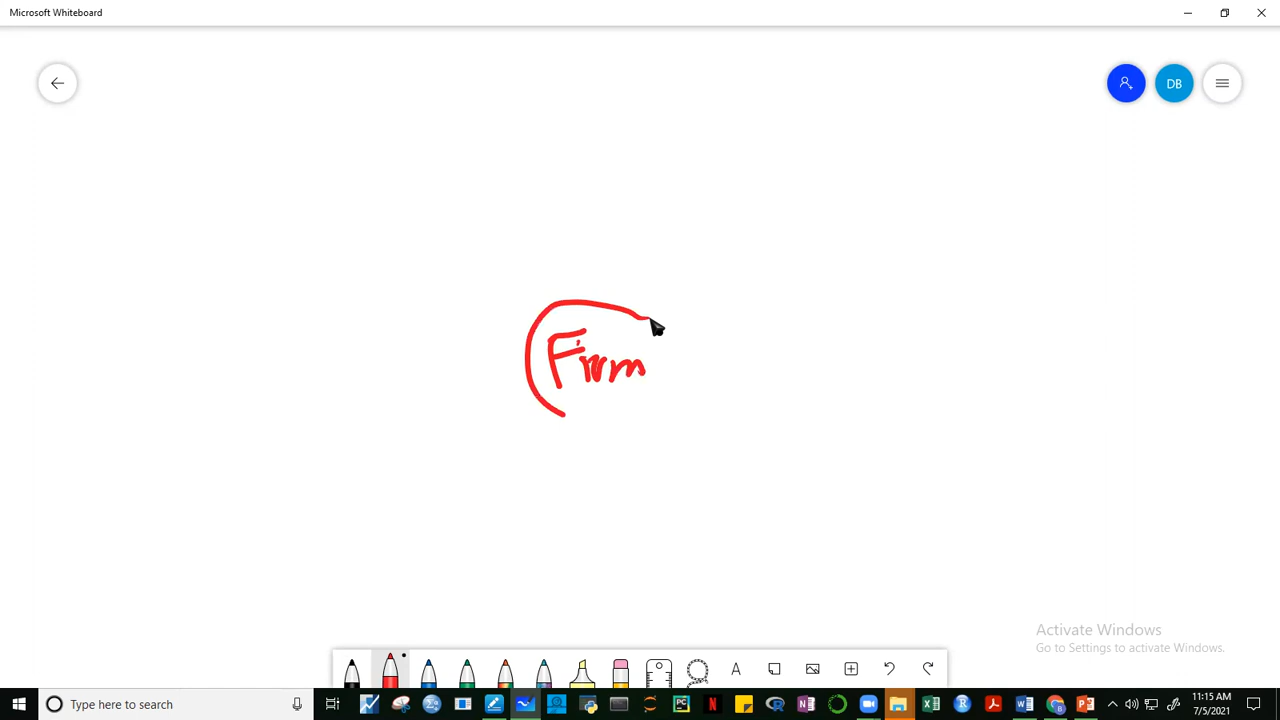 Microsoft Whiteboard
DB
Firm
A
Activate Windows
Go to Settings to activate Windows.
Type here to search
11:15 AM
7/5/2021